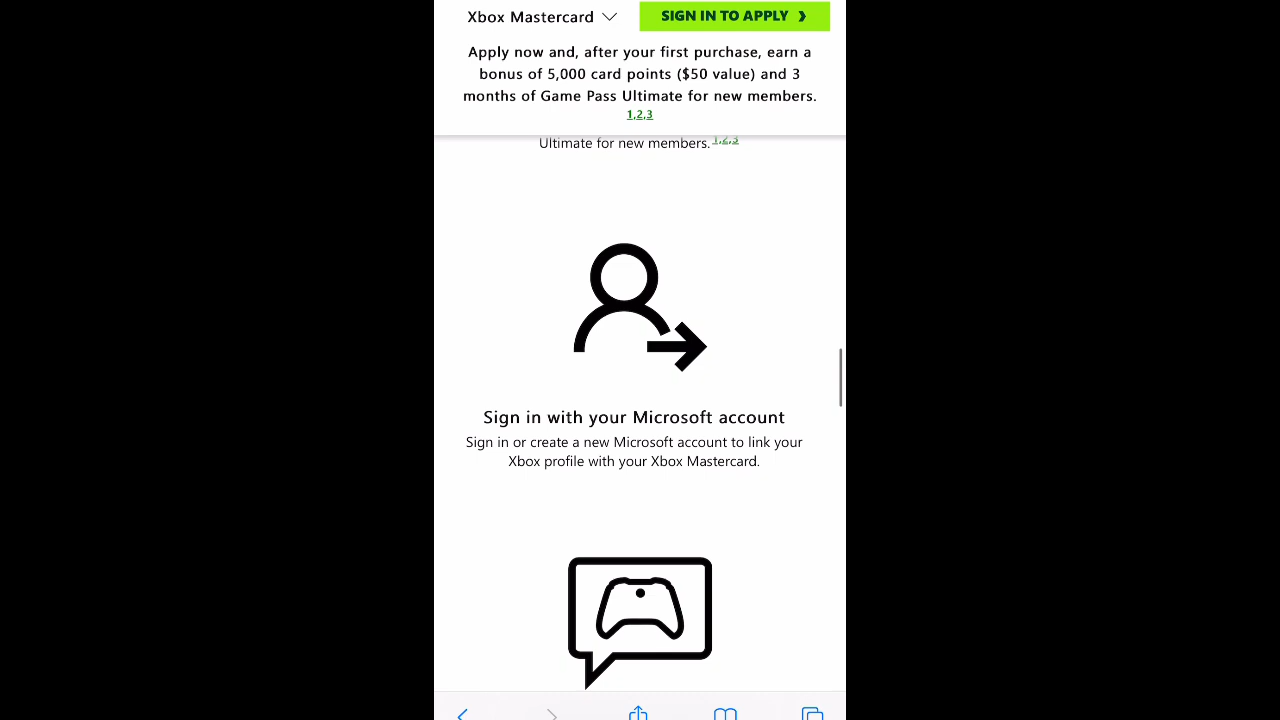 Xbox Mastercard
SIGN IN TO APPLY
Apply now and, after your first purchase, earn a
bonus of 5,000 card points ($50 value) and 3
months of Game Pass Ultimate for new members.
1,2,3
Ultimate for new members. 1,2,3
Sign in with your Microsoft account
Sign in or create a new Microsoft account to link your
Xbox profile with your Xbox Mastercard.